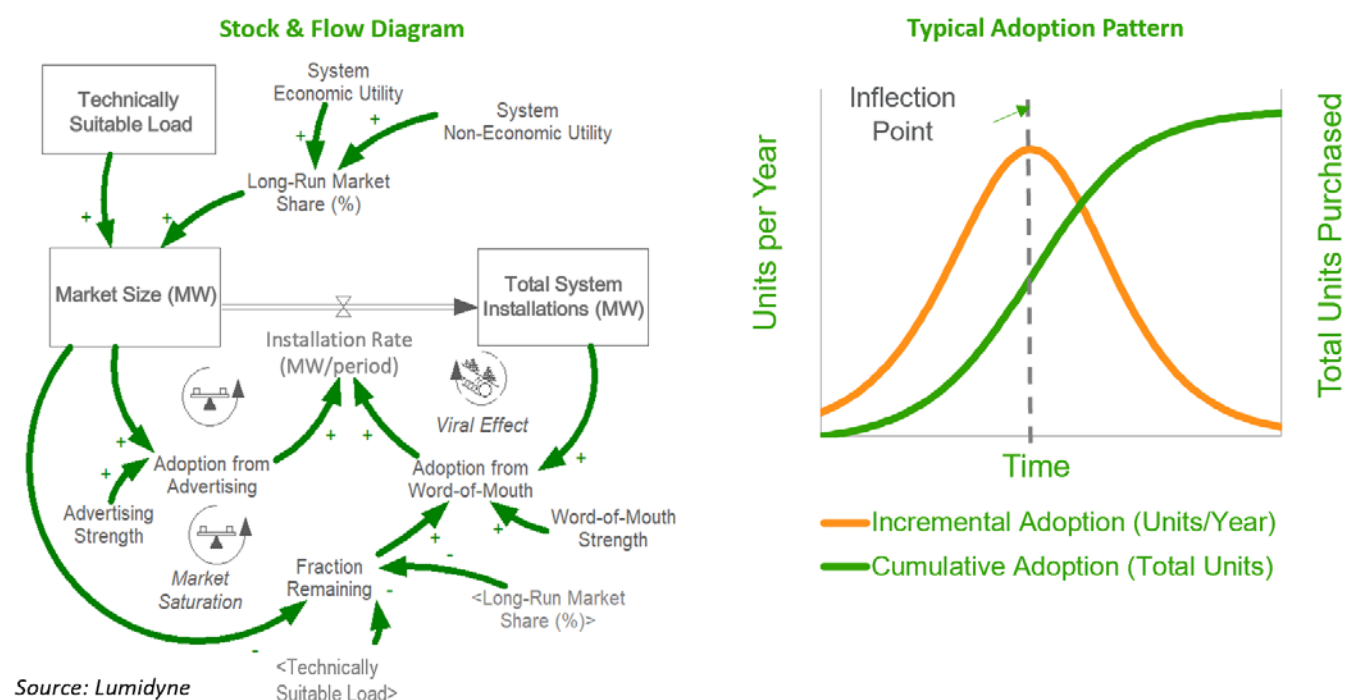 Stock & Flow Diagram
Technically
Suitable Load
System
Economic Utility
System
Non-Economic Utility
+
+
Long-Run Market
Share (%)
+
+
Market Size (MW)
Total System
Installations (MW)
Installation Rate
(MW/period)
Viral Effect
+
+
+
+
+
Adoption from
Advertising
Adoption from
Word-of-Mouth
Advertising
Strength
Word-of-Mouth
Strength
+
+
-
Market
Saturation
Fraction
Remaining
-
<Long-Run Market
Share (%)>
-
<Technically
Suitable Load>
Source: Lumidyne
Typical Adoption Pattern
Inflection
Point
Units per Year
Total Units Purchased
Time
Incremental Adoption (Units/Year)
Cumulative Adoption (Total Units)